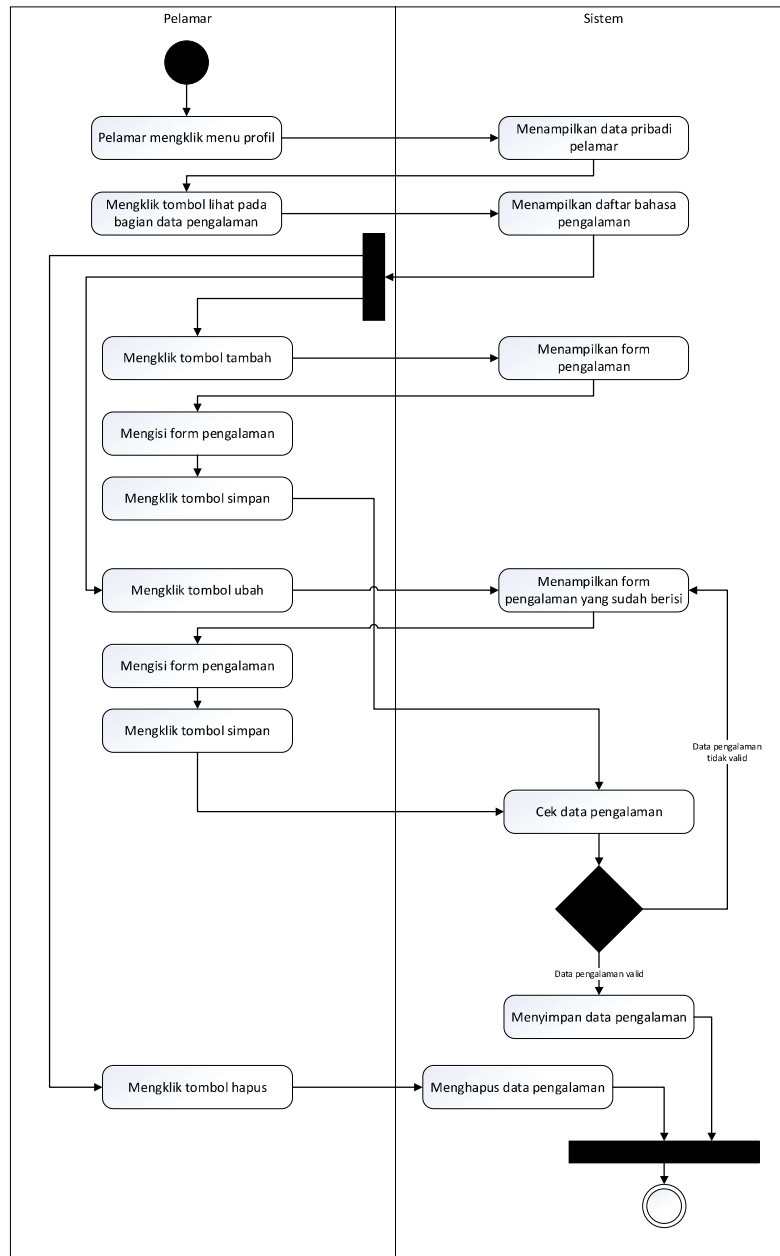 Pelamar
Sistem
Pelamar mengklik menu profil
Menampilkan data pribadi
pelamar
Mengklik tombol lihat pada
bagian data pengalaman
Menampilkan daftar bahasa
pengalaman
Mengklik tombol tambah
Menampilkan form
pengalaman
Mengisi form pengalaman
Mengklik tombol simpan
Mengklik tombol ubah
Menampilkan form
pengalaman yang sudah berisi
Mengisi form pengalaman
Mengklik tombol simpan
Data pengalaman
tidak valid
Cek data pengalaman
Data pengalaman valid
Menyimpan data pengalaman
Mengklik tombol hapus
Menghapus data pengalaman